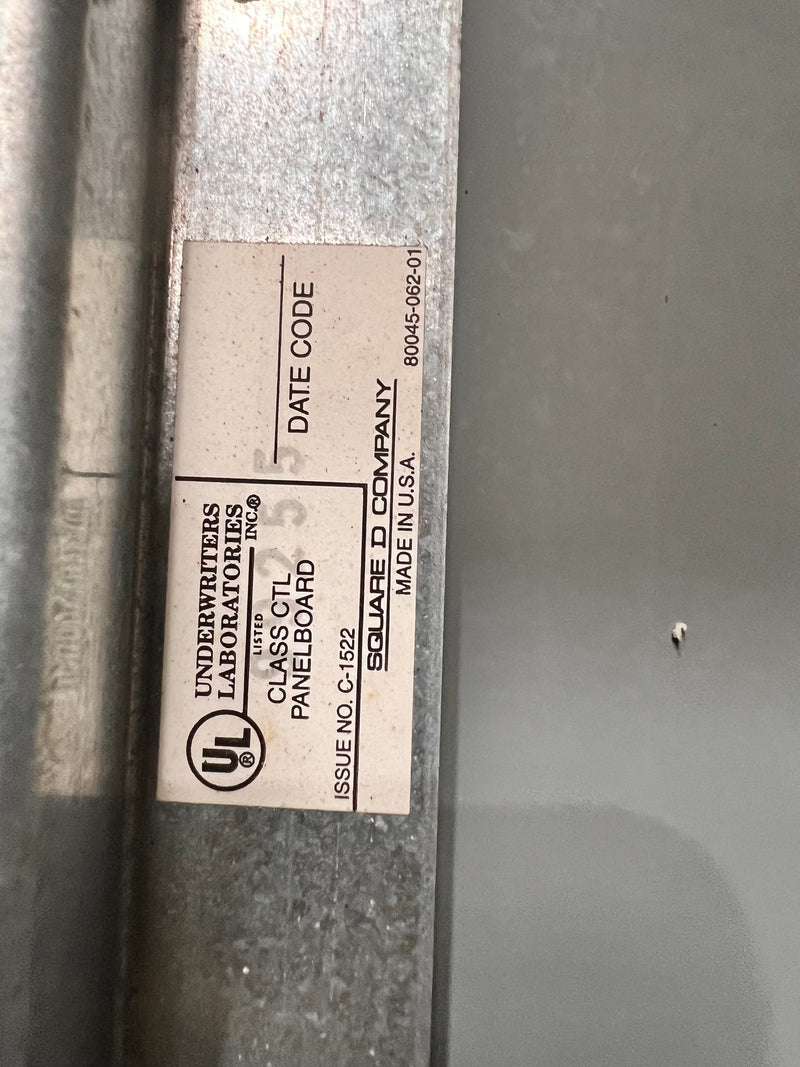 UL
®
UNDERWRITERS
LABORATORIES
INC.®
LISTED
CLASS CTL
PANELBOARD
ISSUE NO. C-1522
DATE CODE
SQUARE D COMPANY
MADE IN U.S.A.
80045-062-01